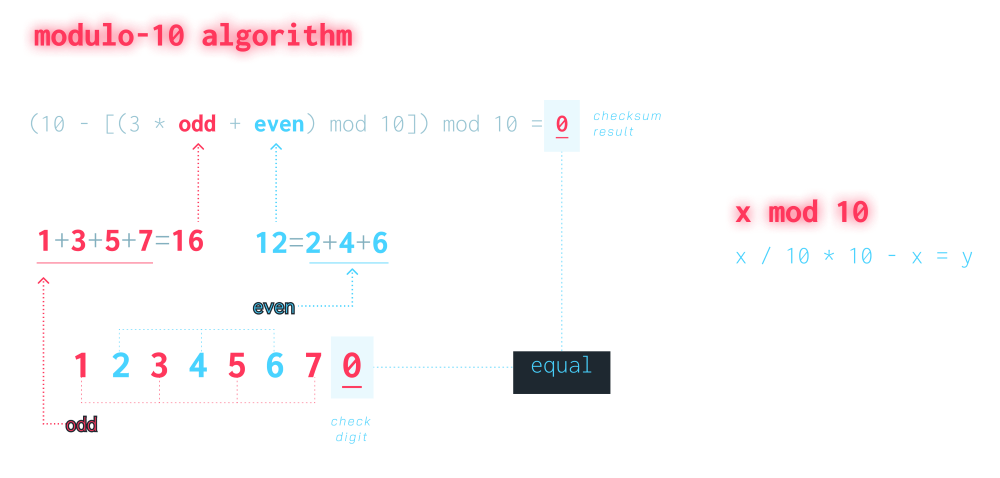 modulo-10 algorithm
(10 - [(3 * odd + even) mod 10]) mod 10 = 0
checksum
result
1+3+5+7=16
12=2+4+6
x mod 10
x / 10 * 10 - x = y
even
1 2 3 4 5 6 7 0
equal
odd
check
digit